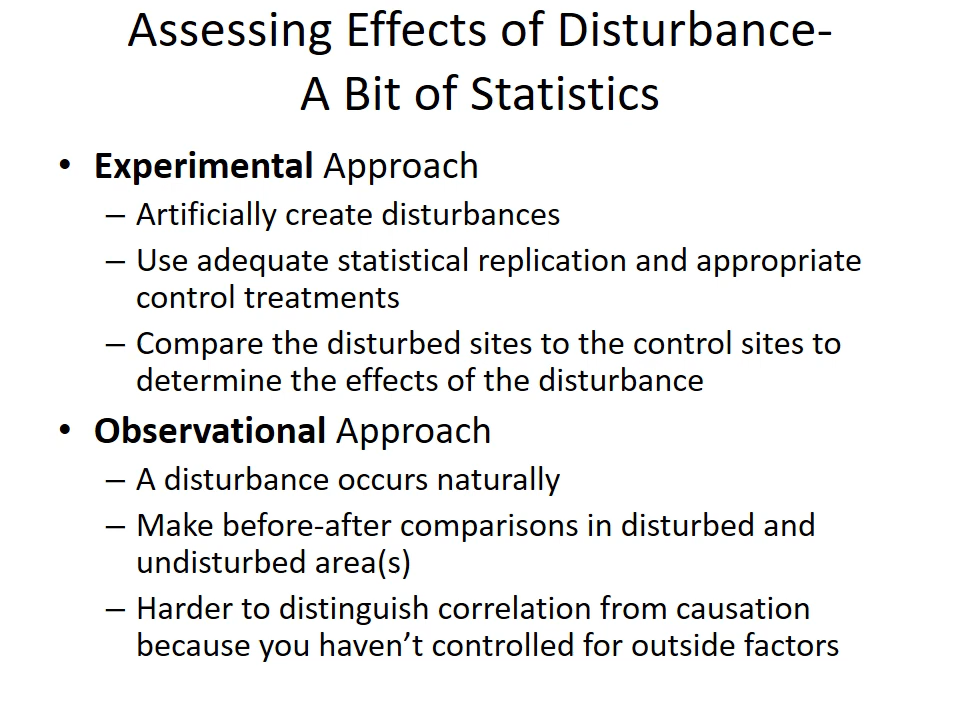 Assessing Effects of Disturbance-
A Bit of Statistics
• Experimental Approach
– Artificially create disturbances
– Use adequate statistical replication and appropriate
control treatments
– Compare the disturbed sites to the control sites to
determine the effects of the disturbance
• Observational Approach
– A disturbance occurs naturally
– Make before-after comparisons in disturbed and
undisturbed area(s)
– Harder to distinguish correlation from causation
because you haven’t controlled for outside factors